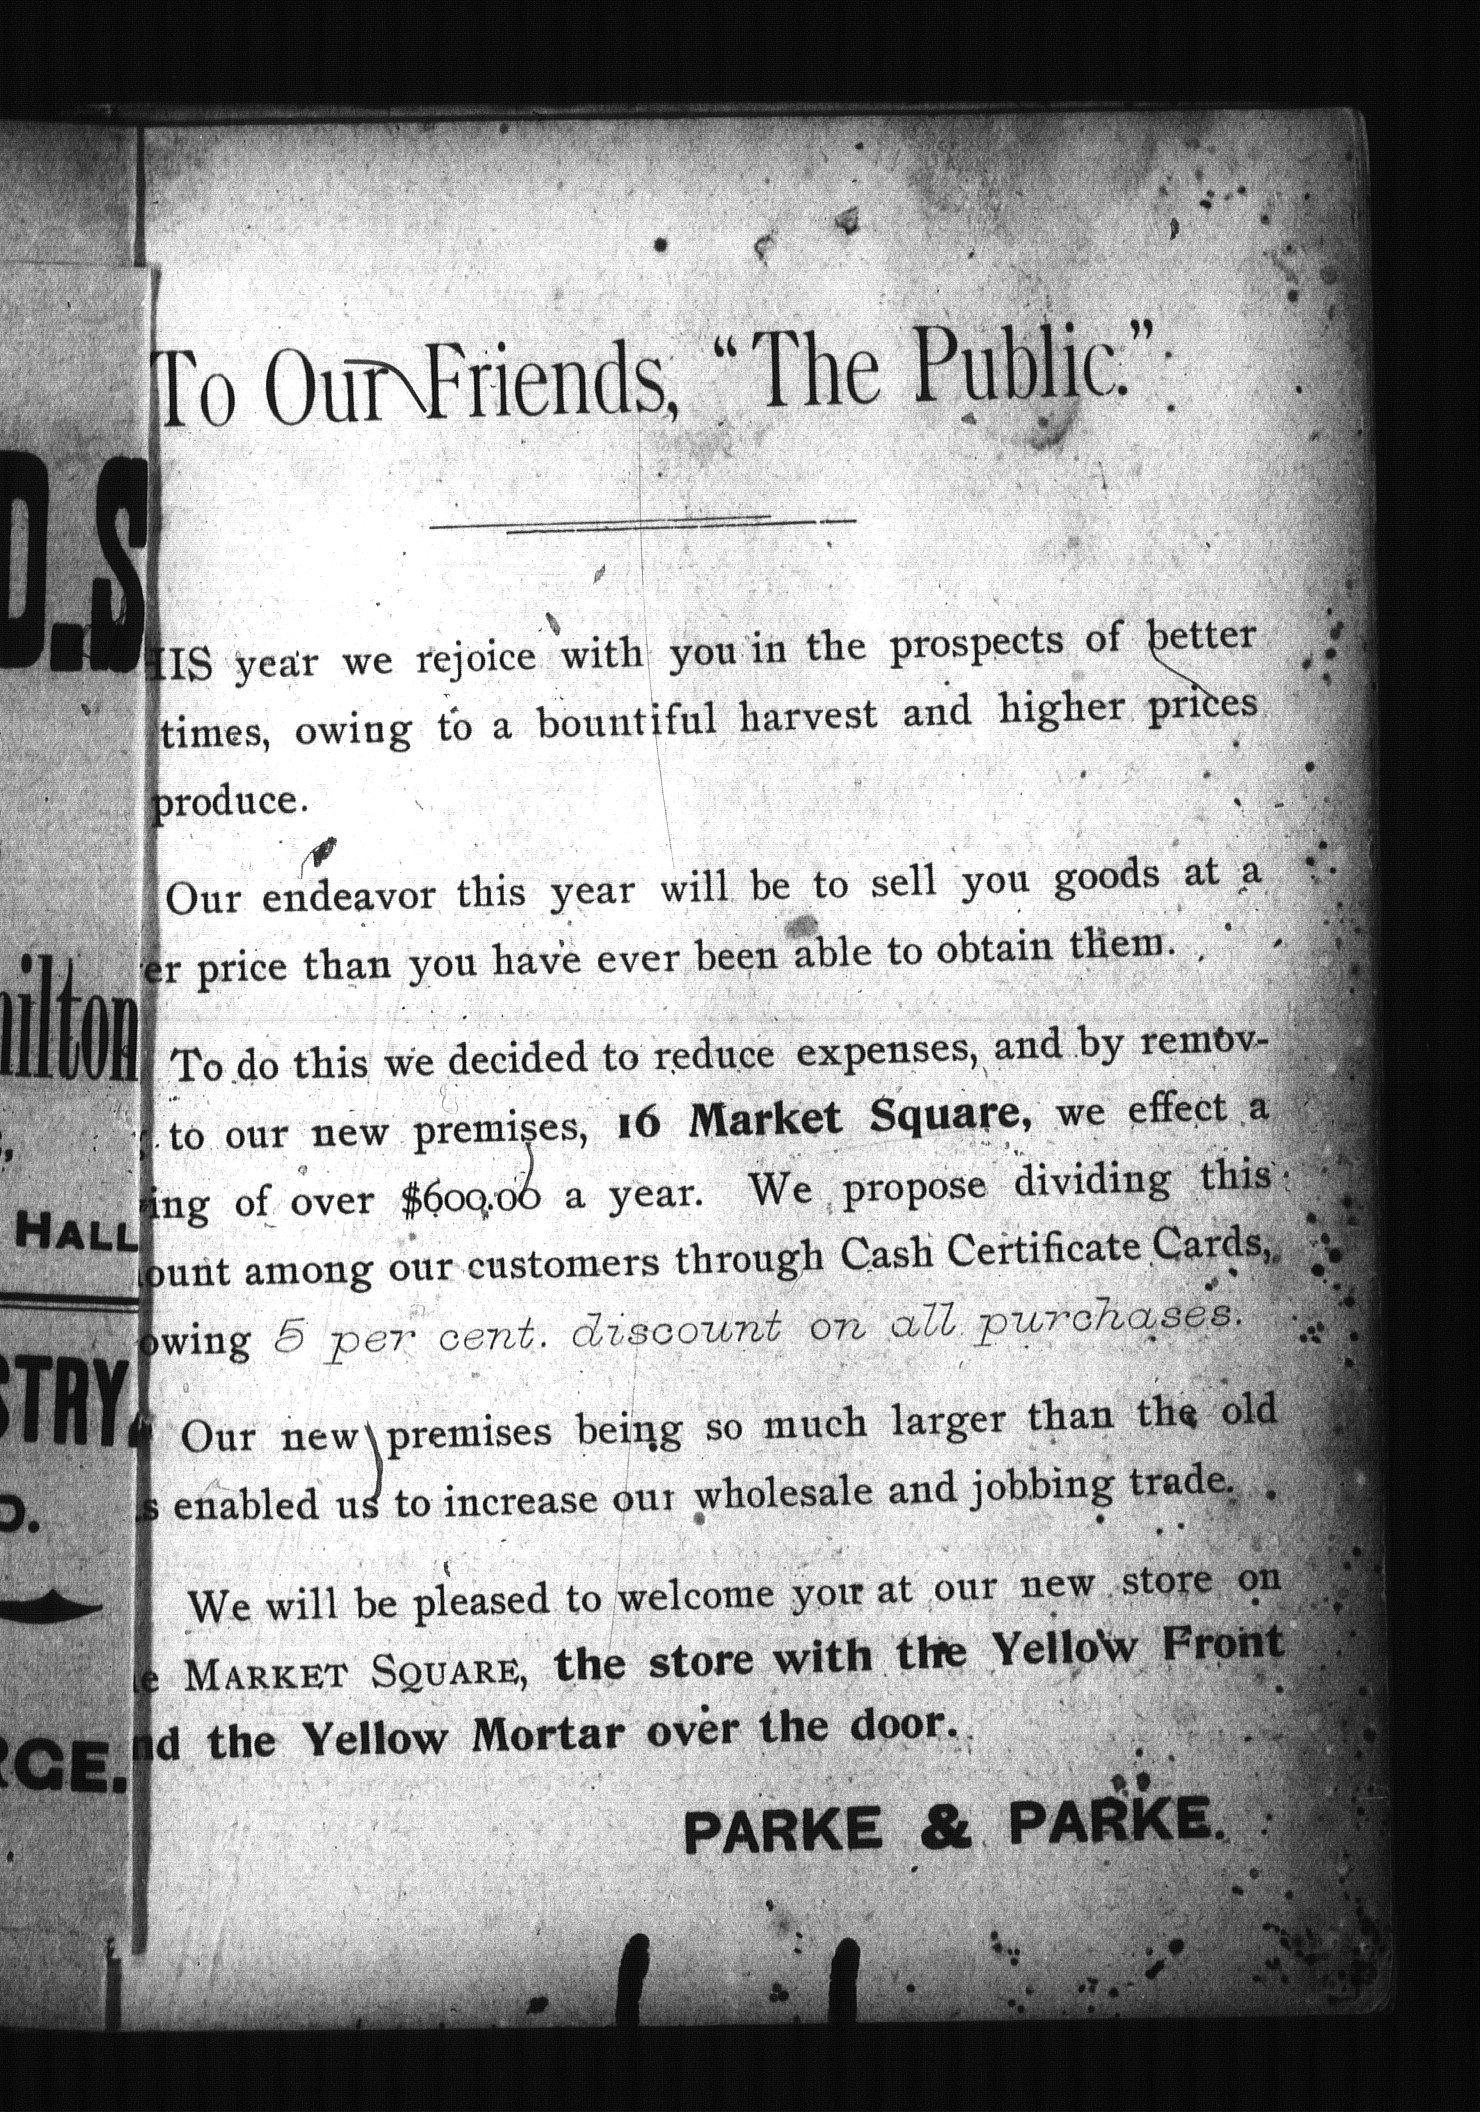 To Our Friends, "The Public."
HIS year we rejoice with you in the prospects of better
times, owing to a bountiful harvest and higher prices
produce.
Our endeavor this year will be to sell you goods at a
er price than you have ever been able to obtain them.
To do this we decided to reduce expenses, and by remov-
to our new premises, 16 Market Square, we effect a
ing of over $600.00 a year. We propose dividing this
ount among our customers through Cash Certificate Cards,
owing 5 per cent. discount on all purchases.
Our new premises being so much larger than the old
s enabled us to increase our wholesale and jobbing trade.
We will be pleased to welcome you at our new store on
e MARKET SQUARE, the store with the Yellow Front
nd the Yellow Mortar over the door.
PARKE & PARKE.
D.S
ilton
HALL
STRY,
O.
RGE.